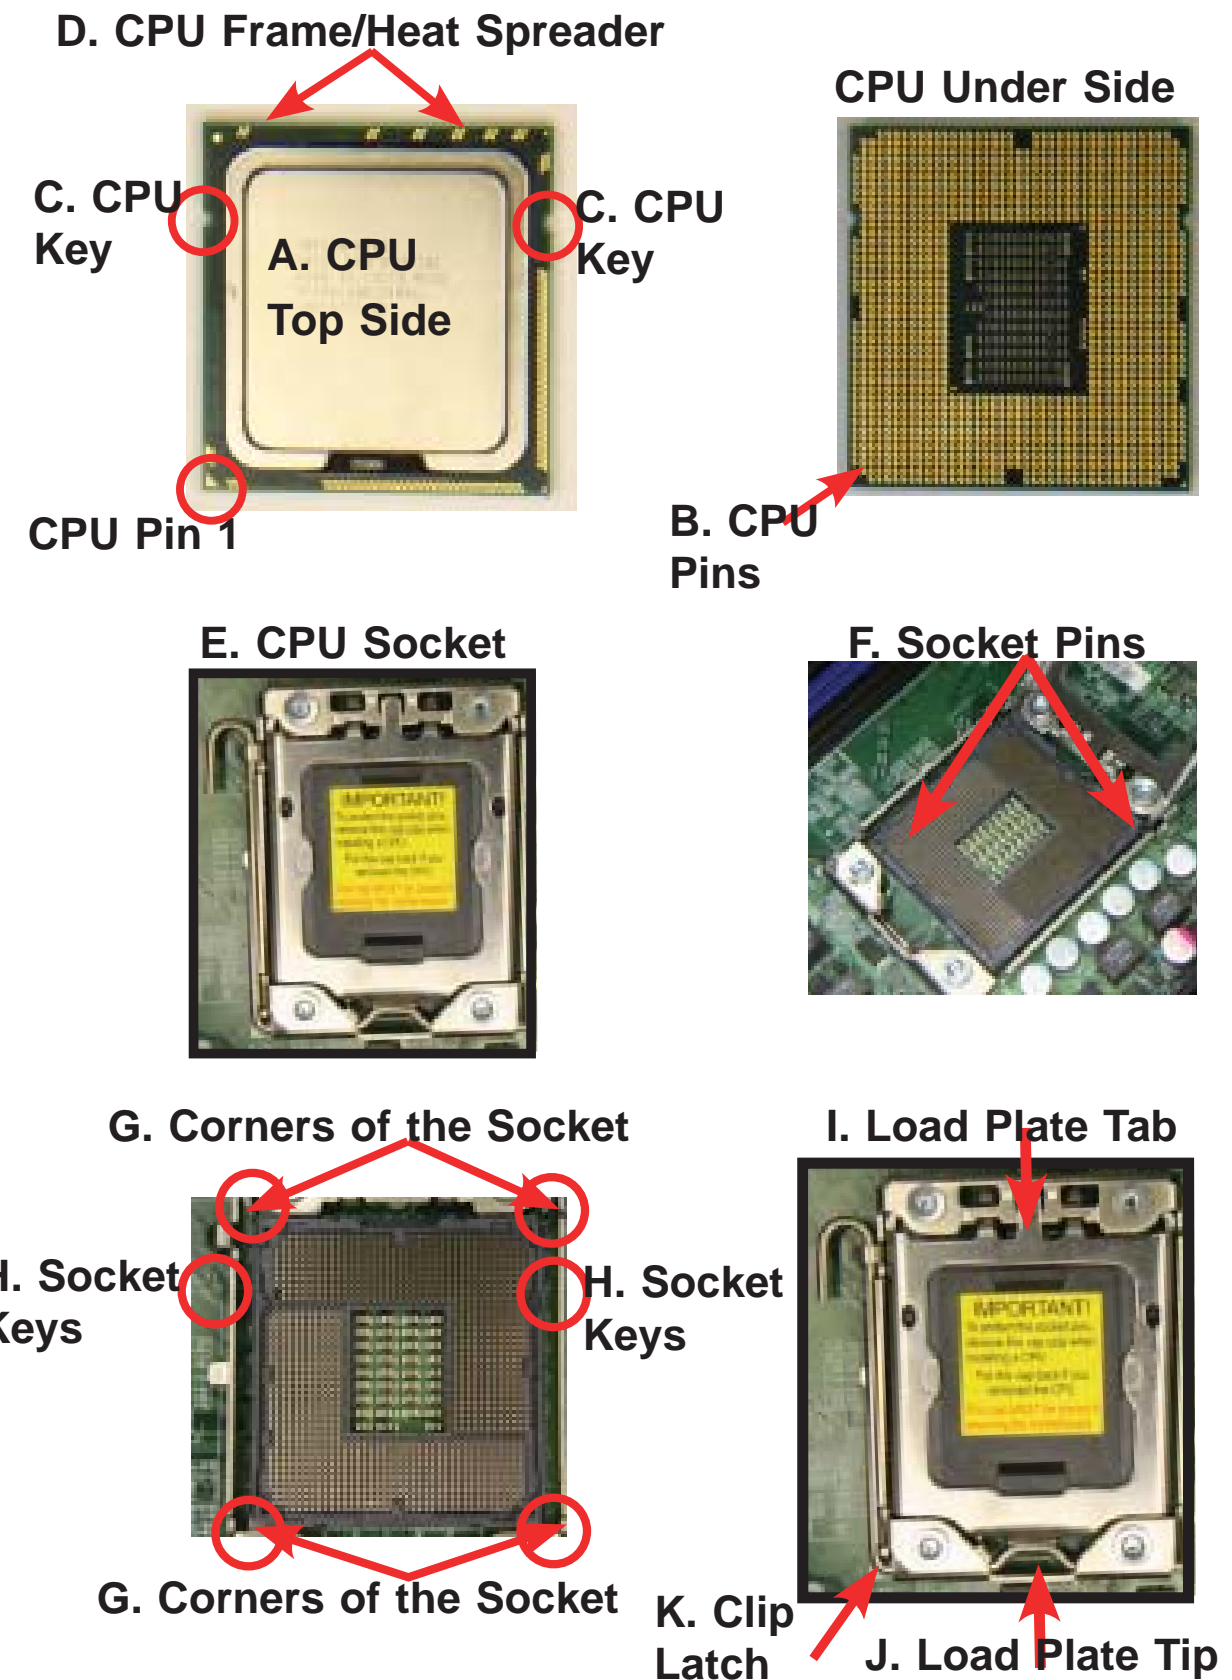 D. CPU Frame/Heat Spreader
CPU Under Side
C. CPU
Key
C. CPU
Key
A. CPU
Top Side
CPU Pin 1
B. CPU
Pins
E. CPU Socket
F. Socket Pins
IMPORTANT!
G. Corners of the Socket
I. Load Plate Tab
H. Socket
Keys
H. Socket
Keys
IMPORTANT!
G. Corners of the Socket
K. Clip
Latch
J. Load Plate Tip